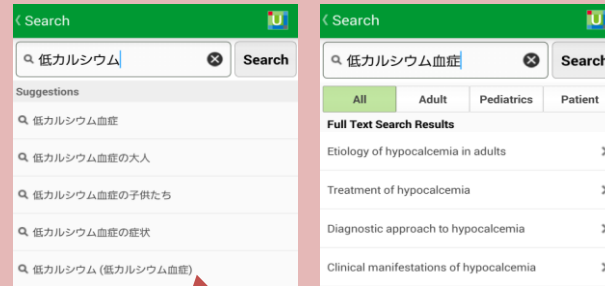 < Search
U
低カルシウム
Search
Suggestions
低カルシウム血症
低カルシウム血症の大人
低カルシウム血症の子供たち
低カルシウム血症の症状
低カルシウム (低カルシウム血症)
< Search
U
低カルシウム血症
Search
All Adult Pediatrics Patient
Full Text Search Results
Etiology of hypocalcemia in adults
Treatment of hypocalcemia
Diagnostic approach to hypocalcemia
Clinical manifestations of hypocalcemia